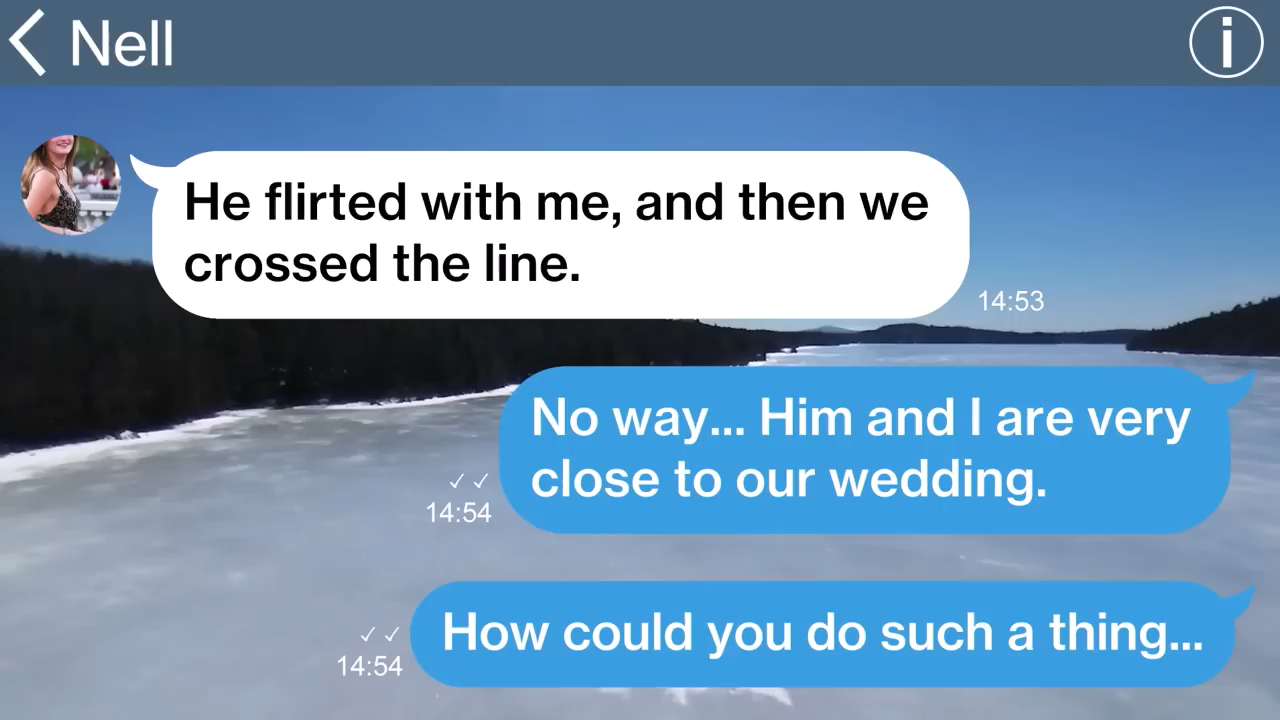 Nell
He flirted with me, and then we
crossed the line.
14:53
No way... Him and I are very
close to our wedding.
14:54
How could you do such a thing...
14:54